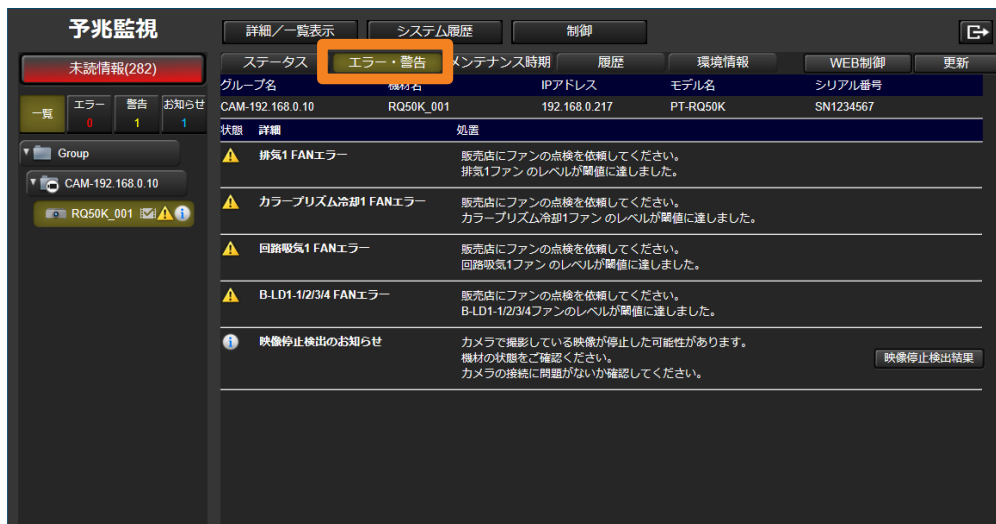 予兆監視
詳細／一覧表示 システム履歴 制御
未読情報(282)
ステータス エラー・警告 メンテナンス時期 履歴 環境情報 WEB制御 更新
一覧 エラー 0 警告 1 お知らせ 1
グループ名 機材名 IPアドレス モデル名 シリアル番号
CAM-192.168.0.10 RQ50K_001 192.168.0.217 PT-RQ50K SN1234567
Group
CAM-192.168.0.10
RQ50K_001
状態 詳細 処置
排気1 FANエラー 販売店にファンの点検を依頼してください。
排気1ファン のレベルが閾値に達しました。
カラープリズム冷却1 FANエラー 販売店にファンの点検を依頼してください。
カラープリズム冷却1ファン のレベルが閾値に達しました。
回路吸気1 FANエラー 販売店にファンの点検を依頼してください。
回路吸気1ファン のレベルが閾値に達しました。
B-LD1-1/2/3/4 FANエラー 販売店にファンの点検を依頼してください。
B-LD1-1/2/3/4ファンのレベルが閾値に達しました。
映像停止検出のお知らせ カメラで撮影している映像が停止した可能性があります。
機材の状態をご確認ください。
カメラの接続に問題がないか確認してください。
映像停止検出結果